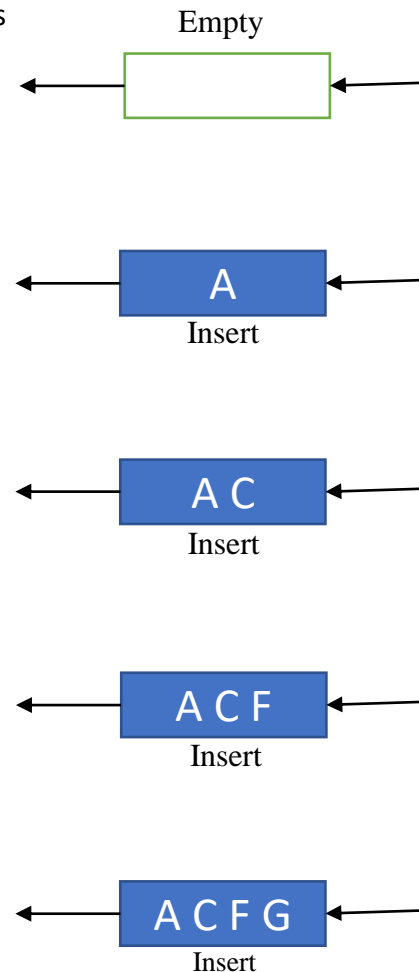 s
Empty
A
Insert
A C
Insert
A C F
Insert
A C F G
Insert